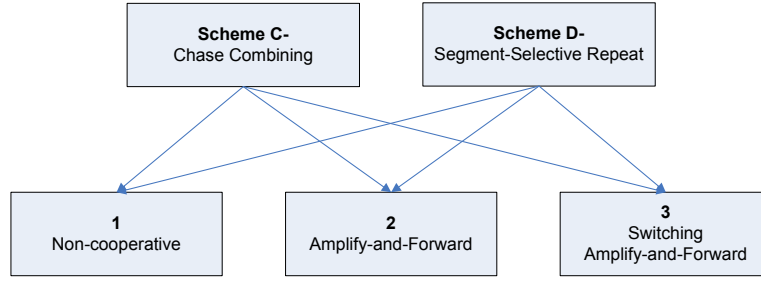 Scheme C-
Chase Combining
Scheme D-
Segment-Selective Repeat
1
Non-cooperative
2
Amplify-and-Forward
3
Switching
Amplify-and-Forward